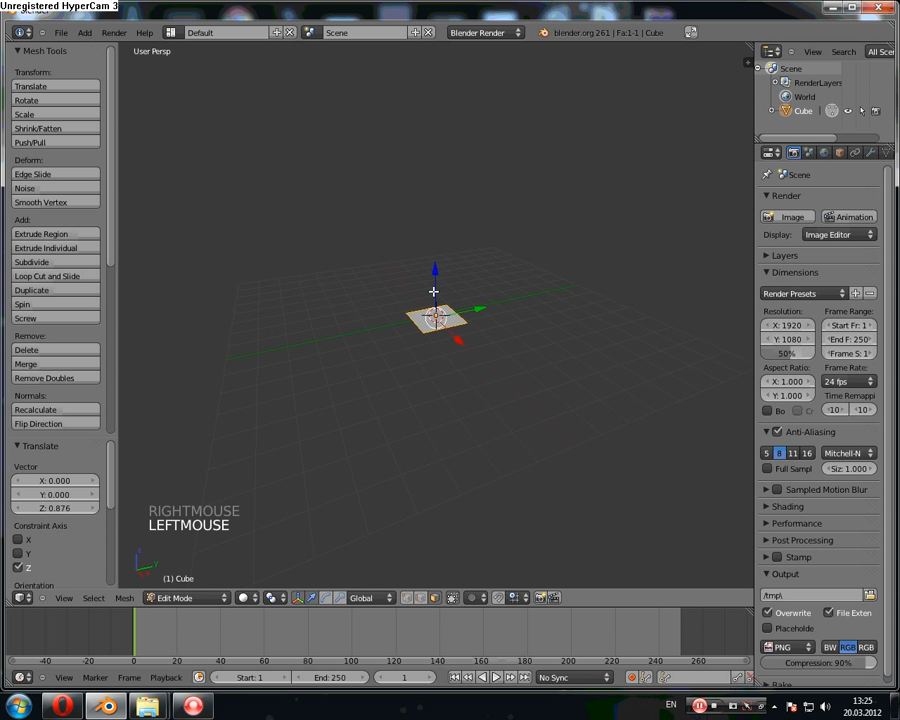 Unregistered HyperCam 3
File Add Render Help Default Scene Blender Render blender.org 261 | Fa:1-1 | Cube
Mesh Tools
User Persp
View Search All Scen
Transform:
Translate
Rotate
Scale
Shrink/Fatten
Push/Pull
Deform:
Edge Slide
Noise
Smooth Vertex
Add:
Extrude Region
Extrude Individual
Subdivide
Loop Cut and Slide
Duplicate
Spin
Screw
Remove:
Delete
Merge
Remove Doubles
Normals:
Recalculate
Flip Direction
Translate
Vector
X: 0.000
Y: 0.000
Z: 0.876
Constraint Axis
X
Y
Z
Orientation
RIGHTMOUSE
LEFTMOUSE
(1) Cube
View Select Mesh Edit Mode Global
Scene
RenderLayers
World
Cube
Scene
Render
Image Animation
Display: Image Editor
Layers
Dimensions
Render Presets
Resolution: Frame Range:
X: 1920 Start Fr: 1
Y: 1080 End F: 250
50% Frame S: 1
Aspect Ratio: Frame Rate:
X: 1.000 24 fps
Y: 1.000 Time Remappi
Bo Cr 10 10
Anti-Aliasing
5 8 11 16 Mitchell-N
Full Sampl Siz: 1.000
Sampled Motion Blur
Shading
Performance
Post Processing
Stamp
Output
/tmp\
Overwrite File Exten
Placeholde
PNG BW RGB RGB
Compression: 90%
-40 -20 0 20 40 60 80 100 120 140 160 180 200 220 240 260
View Marker Frame Playback Start: 1 End: 250 1 No Sync
EN 13:25
20.03.2012